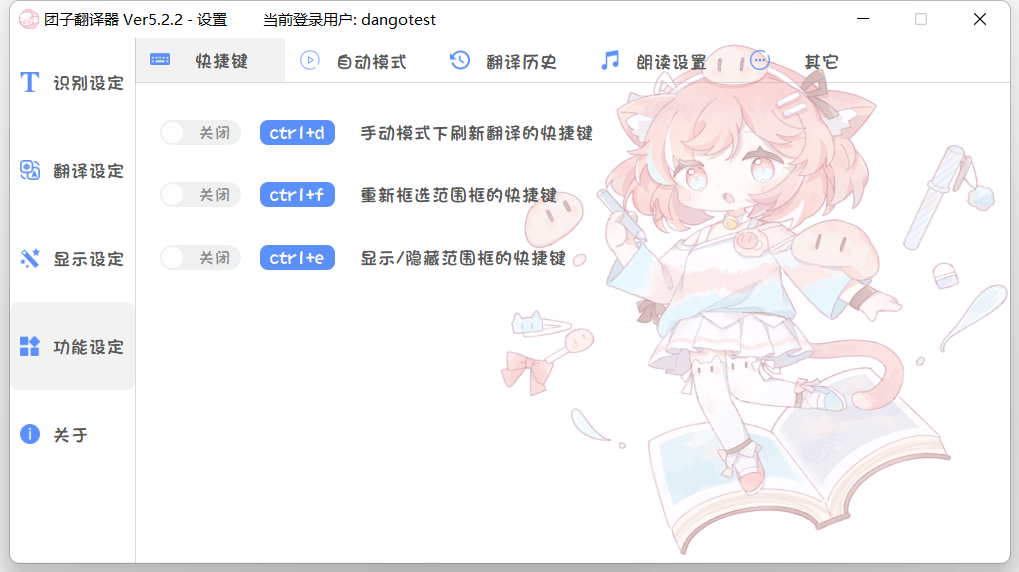 团子翻译器 Ver5.2.2 - 设置 当前登录用户: dangotest
快捷键 自动模式 翻译历史 朗读设置 其它
识别设定
翻译设定
显示设定
功能设定
关于
关闭 ctrl+d 手动模式下刷新翻译的快捷键
关闭 ctrl+f 重新框选范围框的快捷键
关闭 ctrl+e 显示/隐藏范围框的快捷键